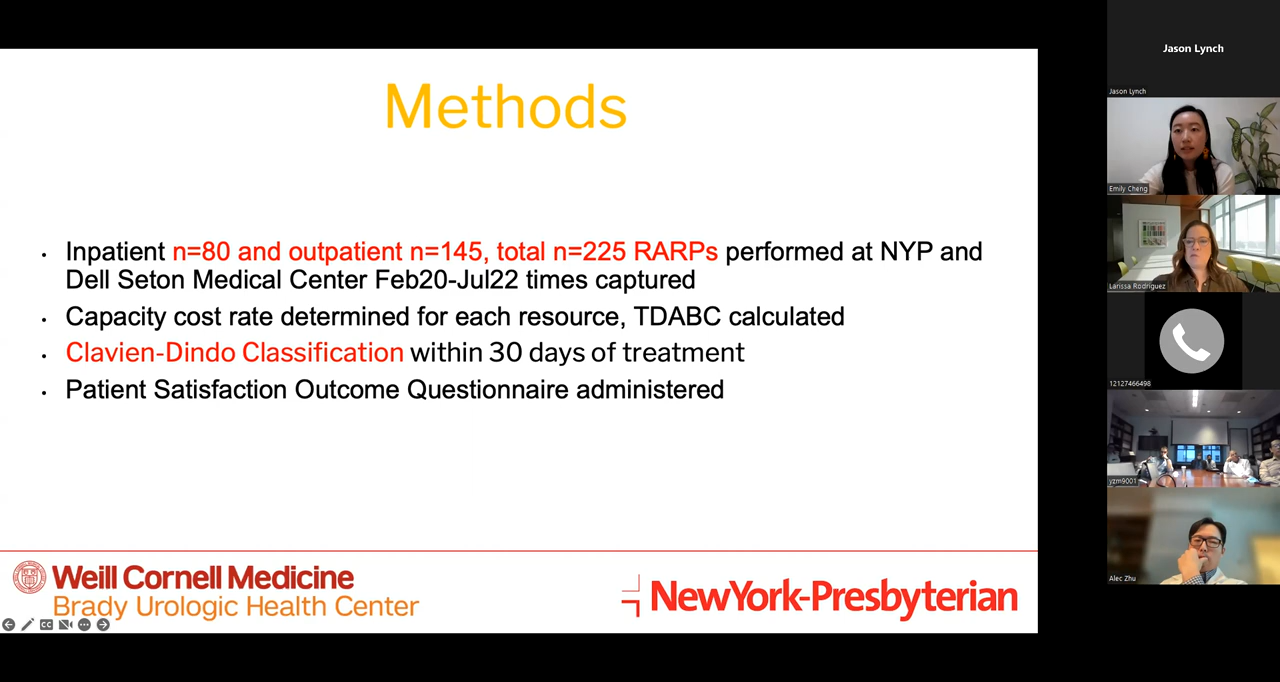 Methods
• Inpatient n=80 and outpatient n=145, total n=225 RARPs performed at NYP and
Dell Seton Medical Center Feb20-Jul22 times captured
• Capacity cost rate determined for each resource, TDABC calculated
• Clavien-Dindo Classification within 30 days of treatment
• Patient Satisfaction Outcome Questionnaire administered
Weill Cornell Medicine
Brady Urologic Health Center
NewYork-Presbyterian
CC
Jason Lynch
Jason Lynch
Emily Cheng
Larissa Rodriguez
12127466498
yzm9001
Alec Zhu